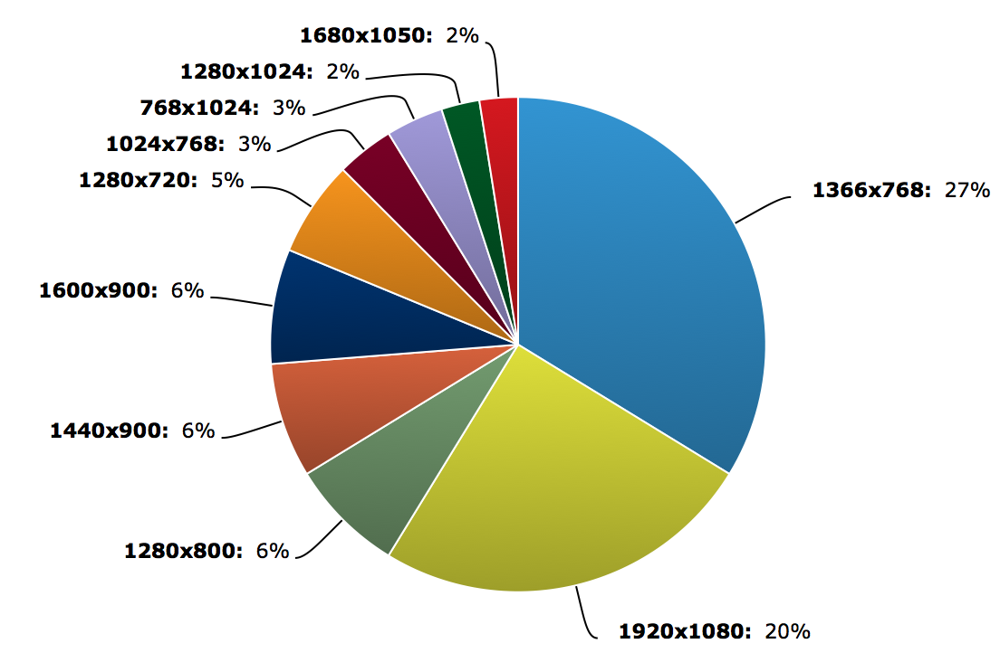 1680x1050: 2%
1280x1024: 2%
768x1024: 3%
1024x768: 3%
1280x720: 5%
1366x768: 27%
1600x900: 6%
1440x900: 6%
1280x800: 6%
1920x1080: 20%